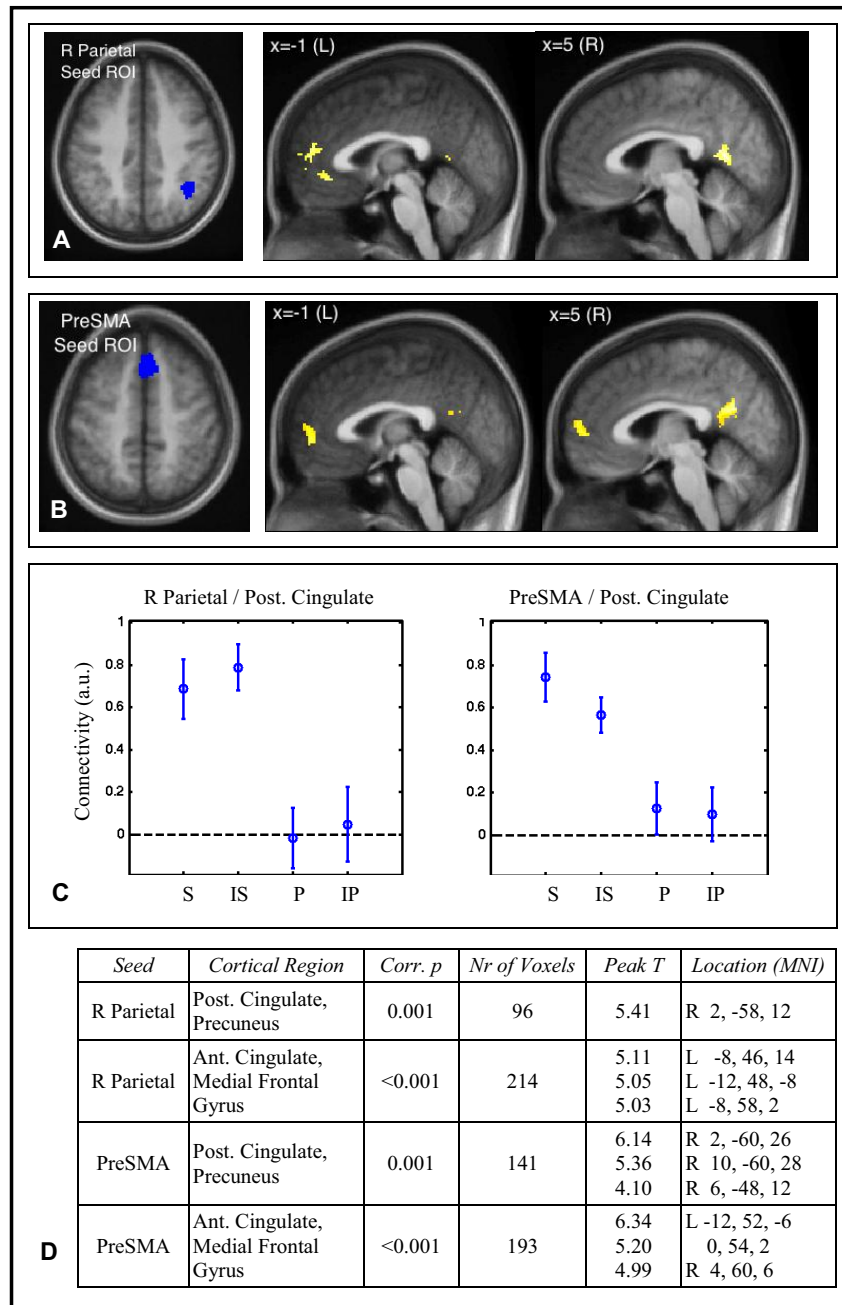 R Parietal
Seed ROI
x=-1 (L)
x=5 (R)
A
PreSMA
Seed ROI
x=-1 (L)
x=5 (R)
B
R Parietal / Post. Cingulate
PreSMA / Post. Cingulate
Connectivity (a.u.)
1
0.8
0.6
0.4
0.2
0
S IS P IP
1
0.8
0.6
0.4
0.2
0
S IS P IP
C
Seed Cortical Region Corr. p Nr of Voxels Peak T Location (MNI)
R Parietal Post. Cingulate, Precuneus 0.001 96 5.41 R 2, -58, 12
R Parietal Ant. Cingulate, Medial Frontal Gyrus <0.001 214
5.11 L -8, 46, 14
5.05 L -12, 48, -8
5.03 L -8, 58, 2
PreSMA Post. Cingulate, Precuneus 0.001 141
6.14 R 2, -60, 26
5.36 R 10, -60, 28
4.10 R 6, -48, 12
PreSMA Ant. Cingulate, Medial Frontal Gyrus <0.001 193
6.34 L -12, 52, -6
5.20 0, 54, 2
4.99 R 4, 60, 6
D